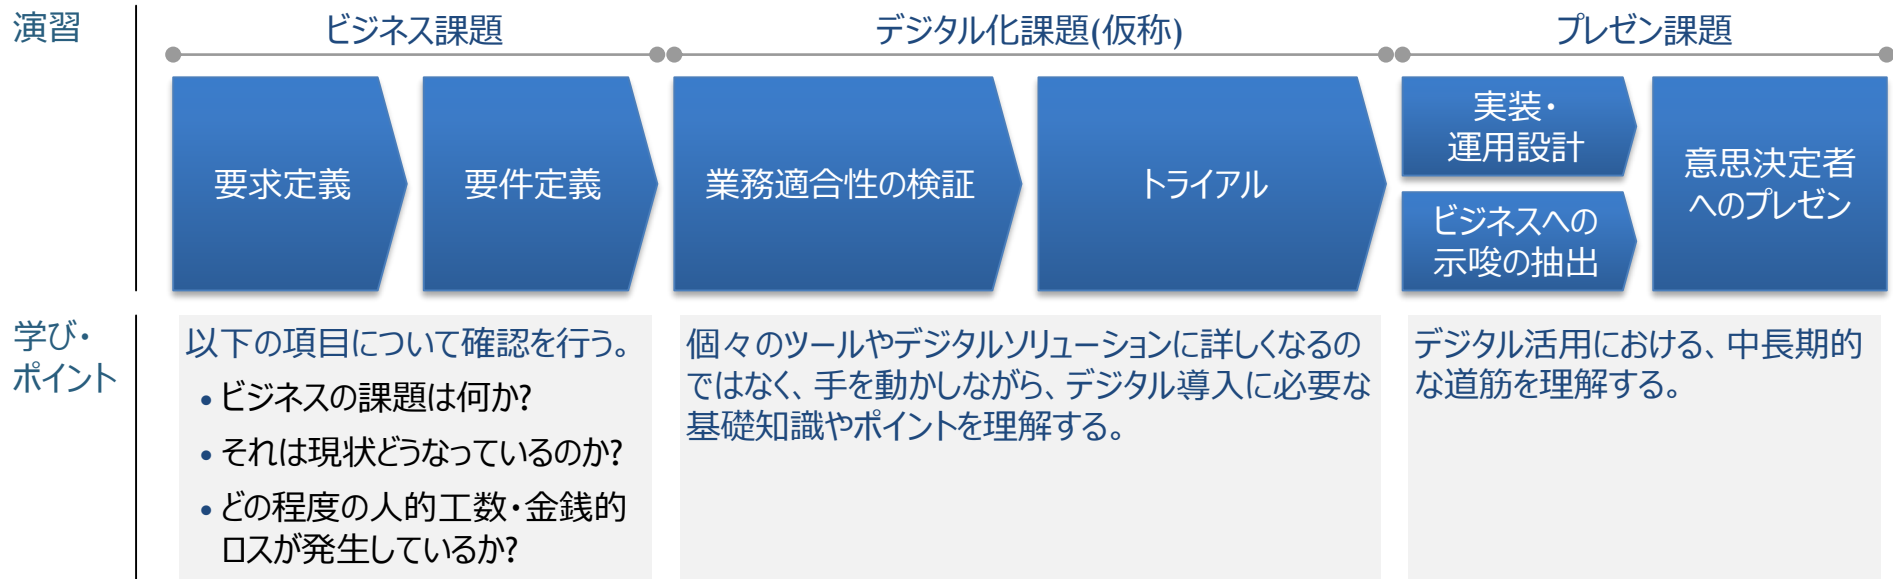 演習
ビジネス課題
デジタル化課題(仮称)
プレゼン課題
要求定義
要件定義
業務適合性の検証
トライアル
実装・
運用設計
ビジネスへの
示唆の抽出
意思決定者
へのプレゼン
学び・
ポイント
以下の項目について確認を行う。
• ビジネスの課題は何か?
• それは現状どうなっているのか?
• どの程度の人的工数・金銭的
ロスが発生しているか?
個々のツールやデジタルソリューションに詳しくなるの
ではなく、手を動かしながら、デジタル導入に必要な
基礎知識やポイントを理解する。
デジタル活用における、中長期的
な道筋を理解する。